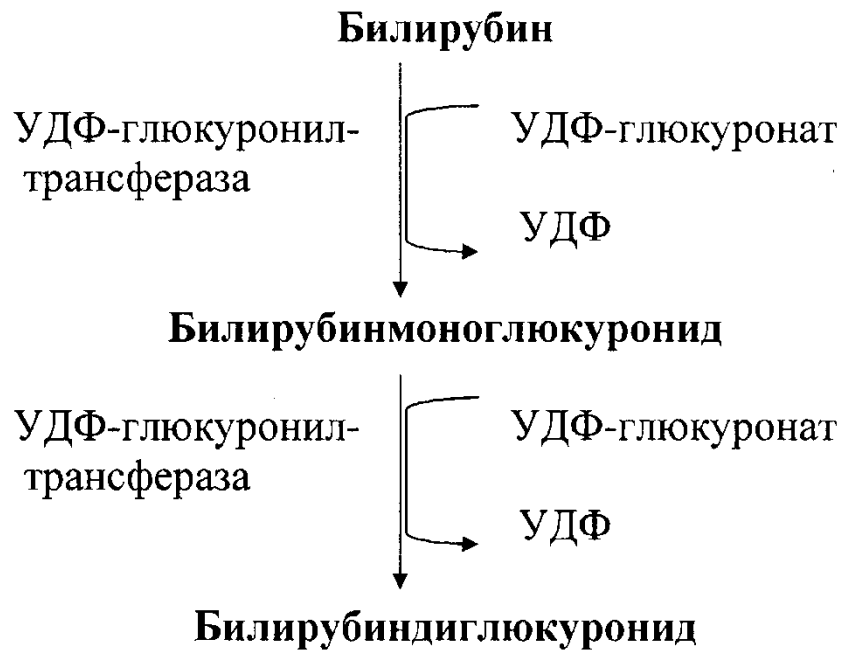 Билирубин
УДФ-глюкуронил-
трансфераза
УДФ-глюкуронат
УДФ
Билирубинмоноглюкуронид
УДФ-глюкуронил-
трансфераза
УДФ-глюкуронат
УДФ
Билирубиндиглюкуронид